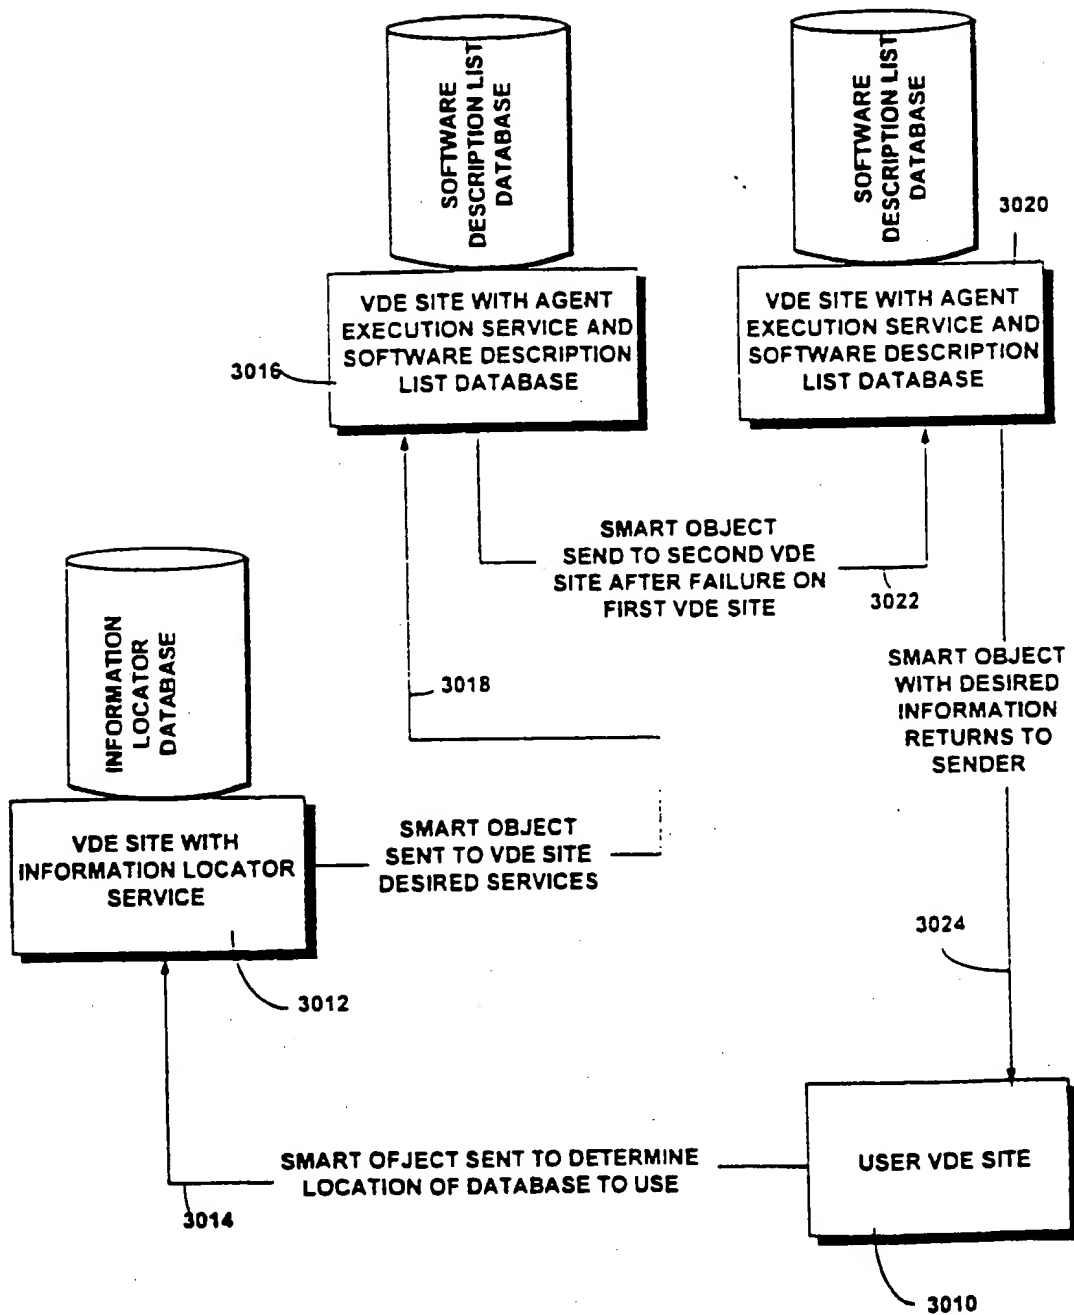 SOFTWARE
DESCRIPTION LIST
DATABASE
SOFTWARE
DESCRIPTION LIST
DATABASE
3020
VDE SITE WITH AGENT
EXECUTION SERVICE AND
SOFTWARE DESCRIPTION
LIST DATABASE
3016
VDE SITE WITH AGENT
EXECUTION SERVICE AND
SOFTWARE DESCRIPTION
LIST DATABASE
SMART OBJECT
SEND TO SECOND VDE
SITE AFTER FAILURE ON
FIRST VDE SITE
3022
INFORMATION
LOCATOR
DATABASE
3018
SMART OBJECT
WITH DESIRED
INFORMATION
RETURNS TO
SENDER
VDE SITE WITH
INFORMATION LOCATOR
SERVICE
SMART OBJECT
SENT TO VDE SITE
DESIRED SERVICES
3024
3012
SMART OFJECT SENT TO DETERMINE
LOCATION OF DATABASE TO USE
3014
USER VDE SITE
3010